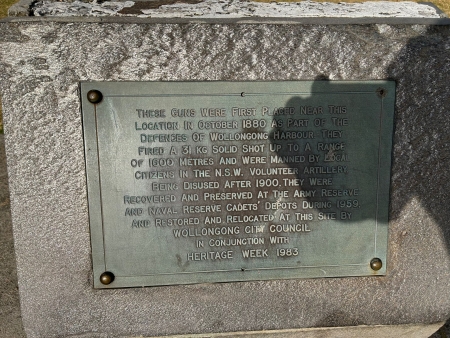 THESE GUNS WERE FIRST PLACED NEAR THIS
LOCATION IN OCTOBER 1880 AS PART OF THE
DEFENSES OF WOLLONGONG HARBOUR. THEY
FIRED A 31 KG SOLID SHOT UP TO A RANGE
OF 1600 METRES AND WERE MANNED BY LOCAL
CITIZENS IN THE N.S.W. VOLUNTEER ARTILLERY.
BEING DISUSED AFTER 1900, THEY WERE
RECOVERED AND PRESERVED AT THE ARMY RESERVE
AND NAVAL RESERVE CADETS' DEPOTS DURING 1959
AND RESTORED AND RELOCATED AT THIS SITE BY
WOLLONGONG CITY COUNCIL
IN CONJUNCTION WITH
HERITAGE WEEK 1983